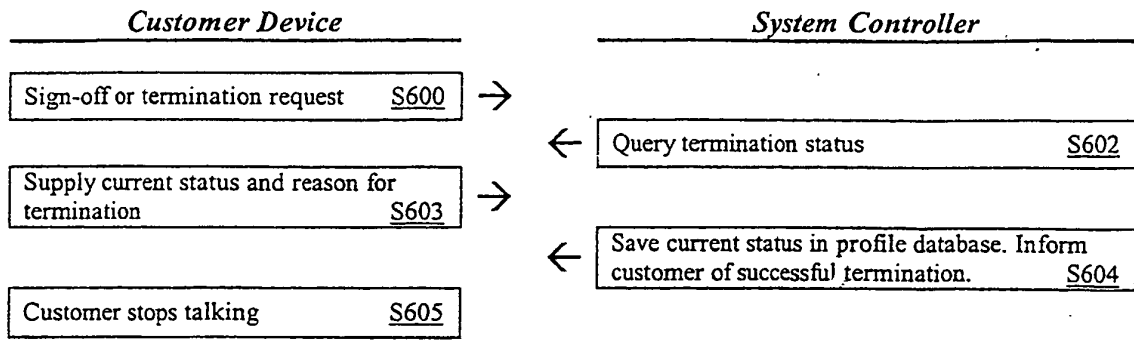 Customer Device
System Controller
Sign-off or termination request S600
Query termination status S602
Supply current status and reason for
termination S603
Save current status in profile database. Inform
customer of successful termination. S604
Customer stops talking S605